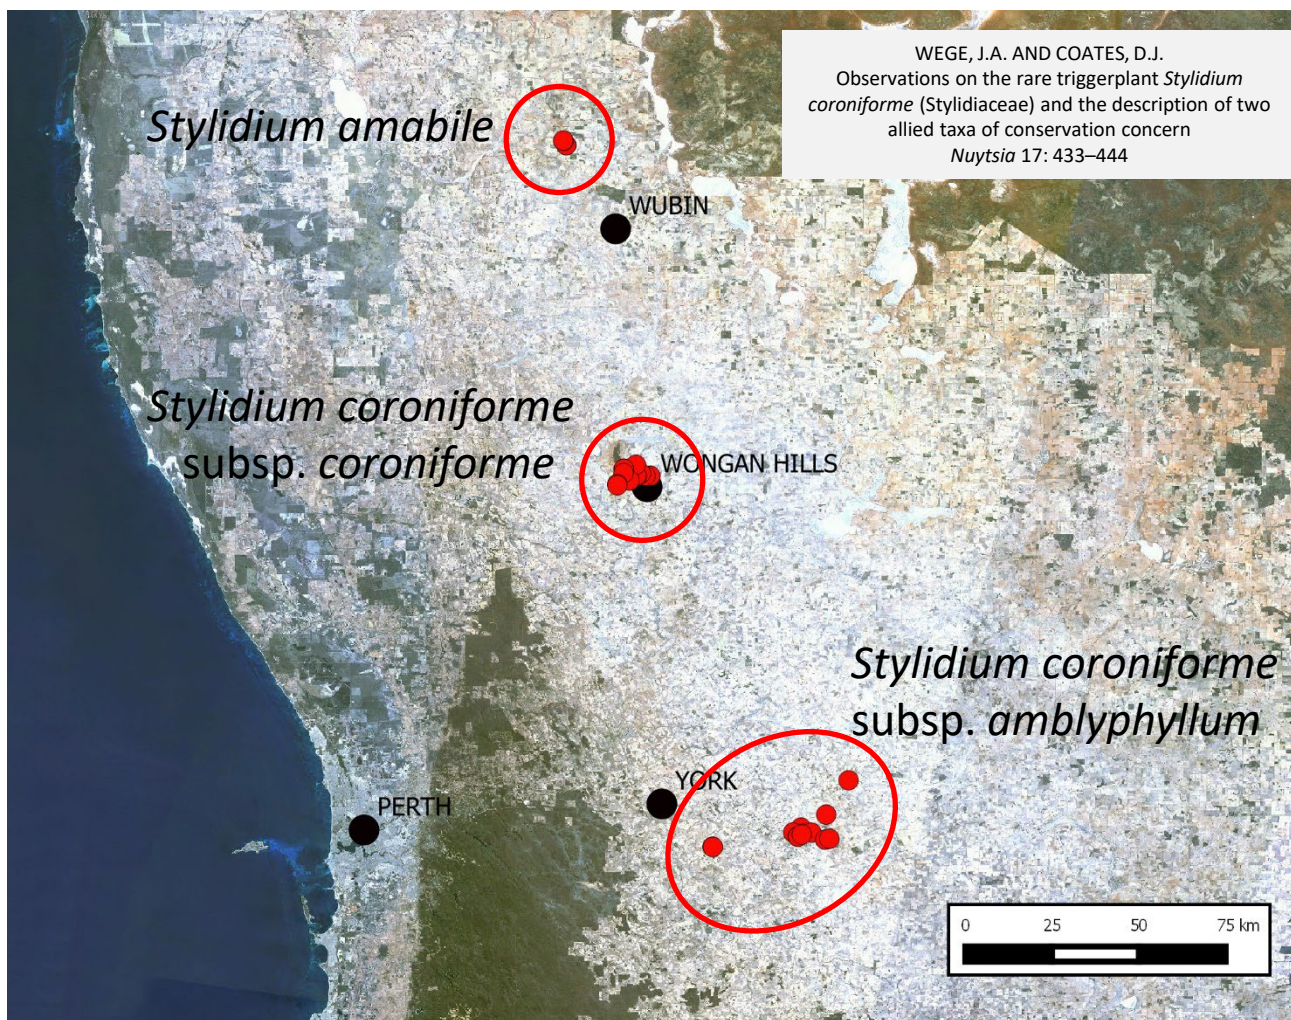 WEGE, J.A. AND COATES, D.J.
Observations on the rare triggerplant Stylidium
coroniforme (Stylidiaceae) and the description of two
allied taxa of conservation concern
Nuytsia 17: 433–444
Stylidium amabile
WUBIN
Stylidium coroniforme
subsp. coroniforme
WONGAN HILLS
Stylidium coroniforme
subsp. amblyphyllum
YORK
PERTH
0 25 50 75 km